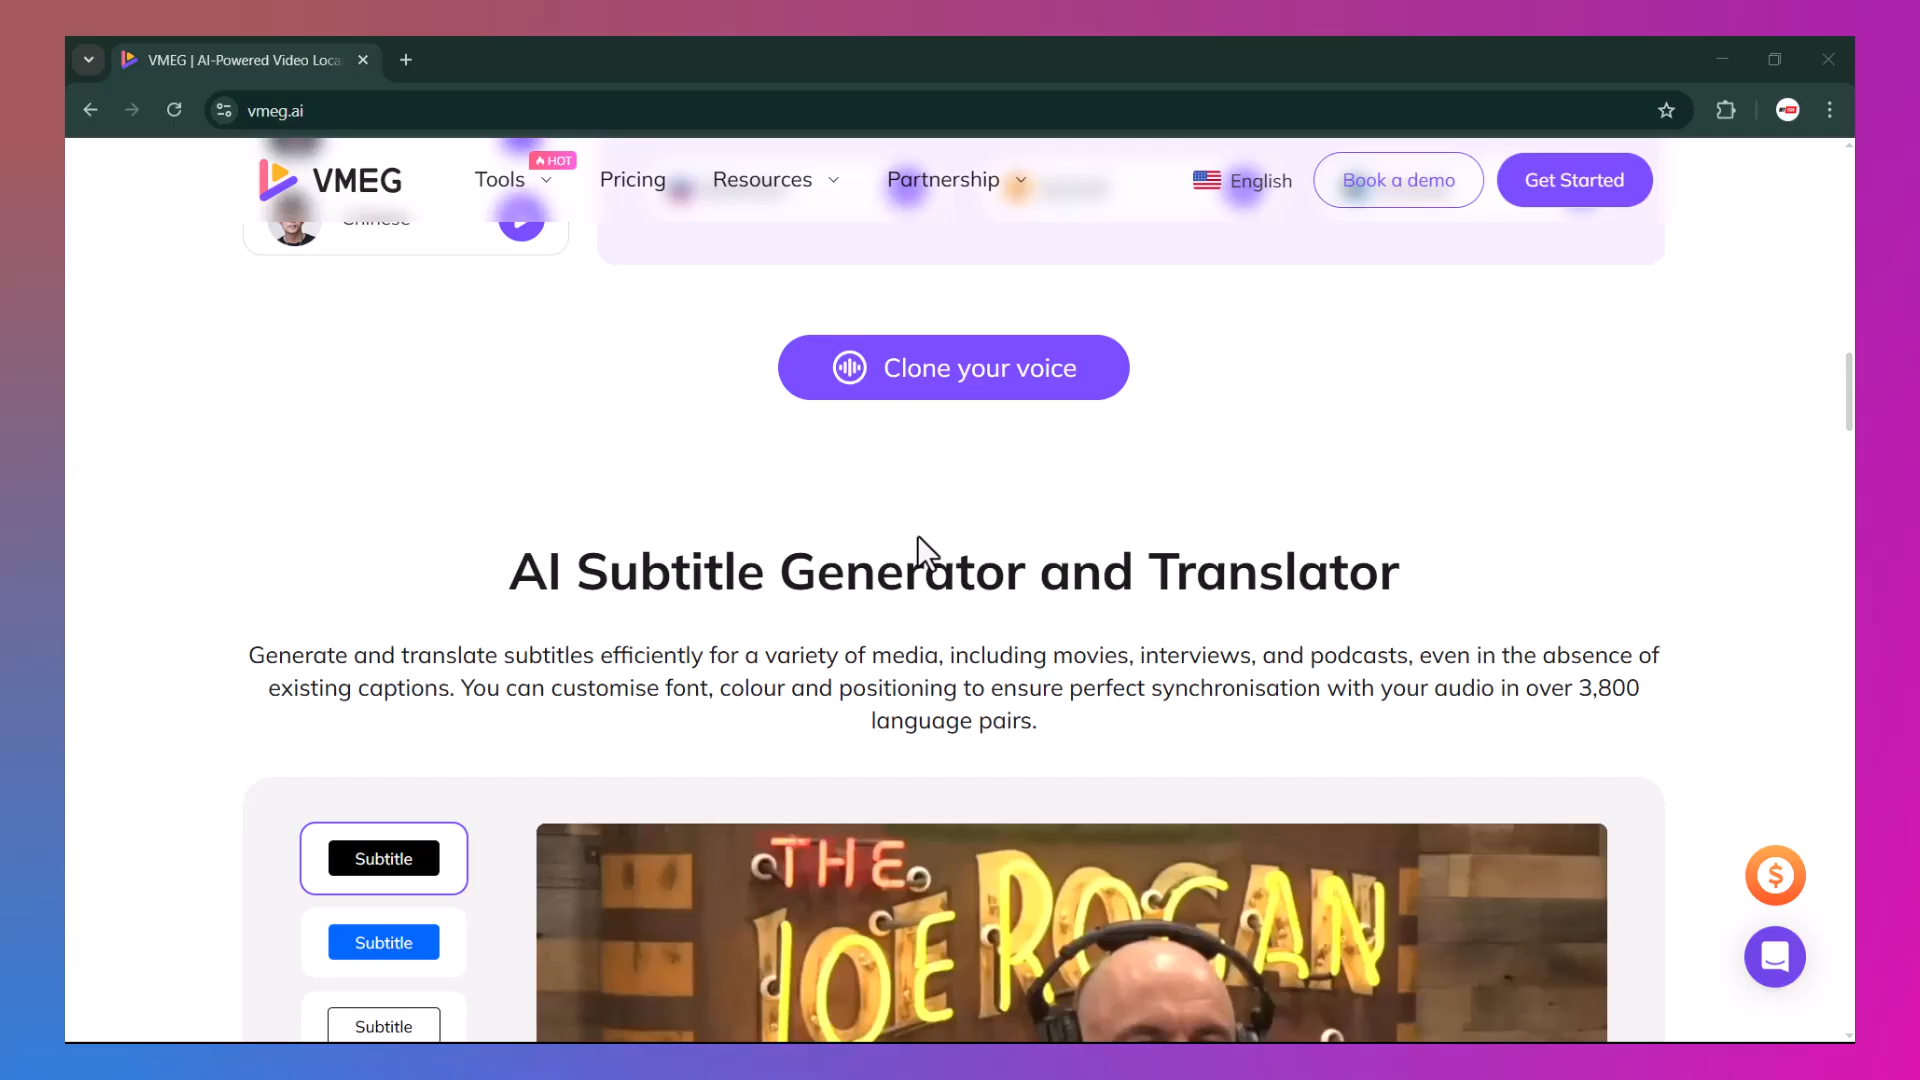 VMEG | AI-Powered Video Loca
vmeg.ai
VMEG
Tools
HOT
Pricing
Resources
Partnership
English
Book a demo
Get Started
Chinese
Clone your voice
AI Subtitle Generator and Translator
Generate and translate subtitles efficiently for a variety of media, including movies, interviews, and podcasts, even in the absence of
existing captions. You can customise font, colour and positioning to ensure perfect synchronisation with your audio in over 3,800
language pairs.
Subtitle
Subtitle
Subtitle
THE
JOE ROGAN
$